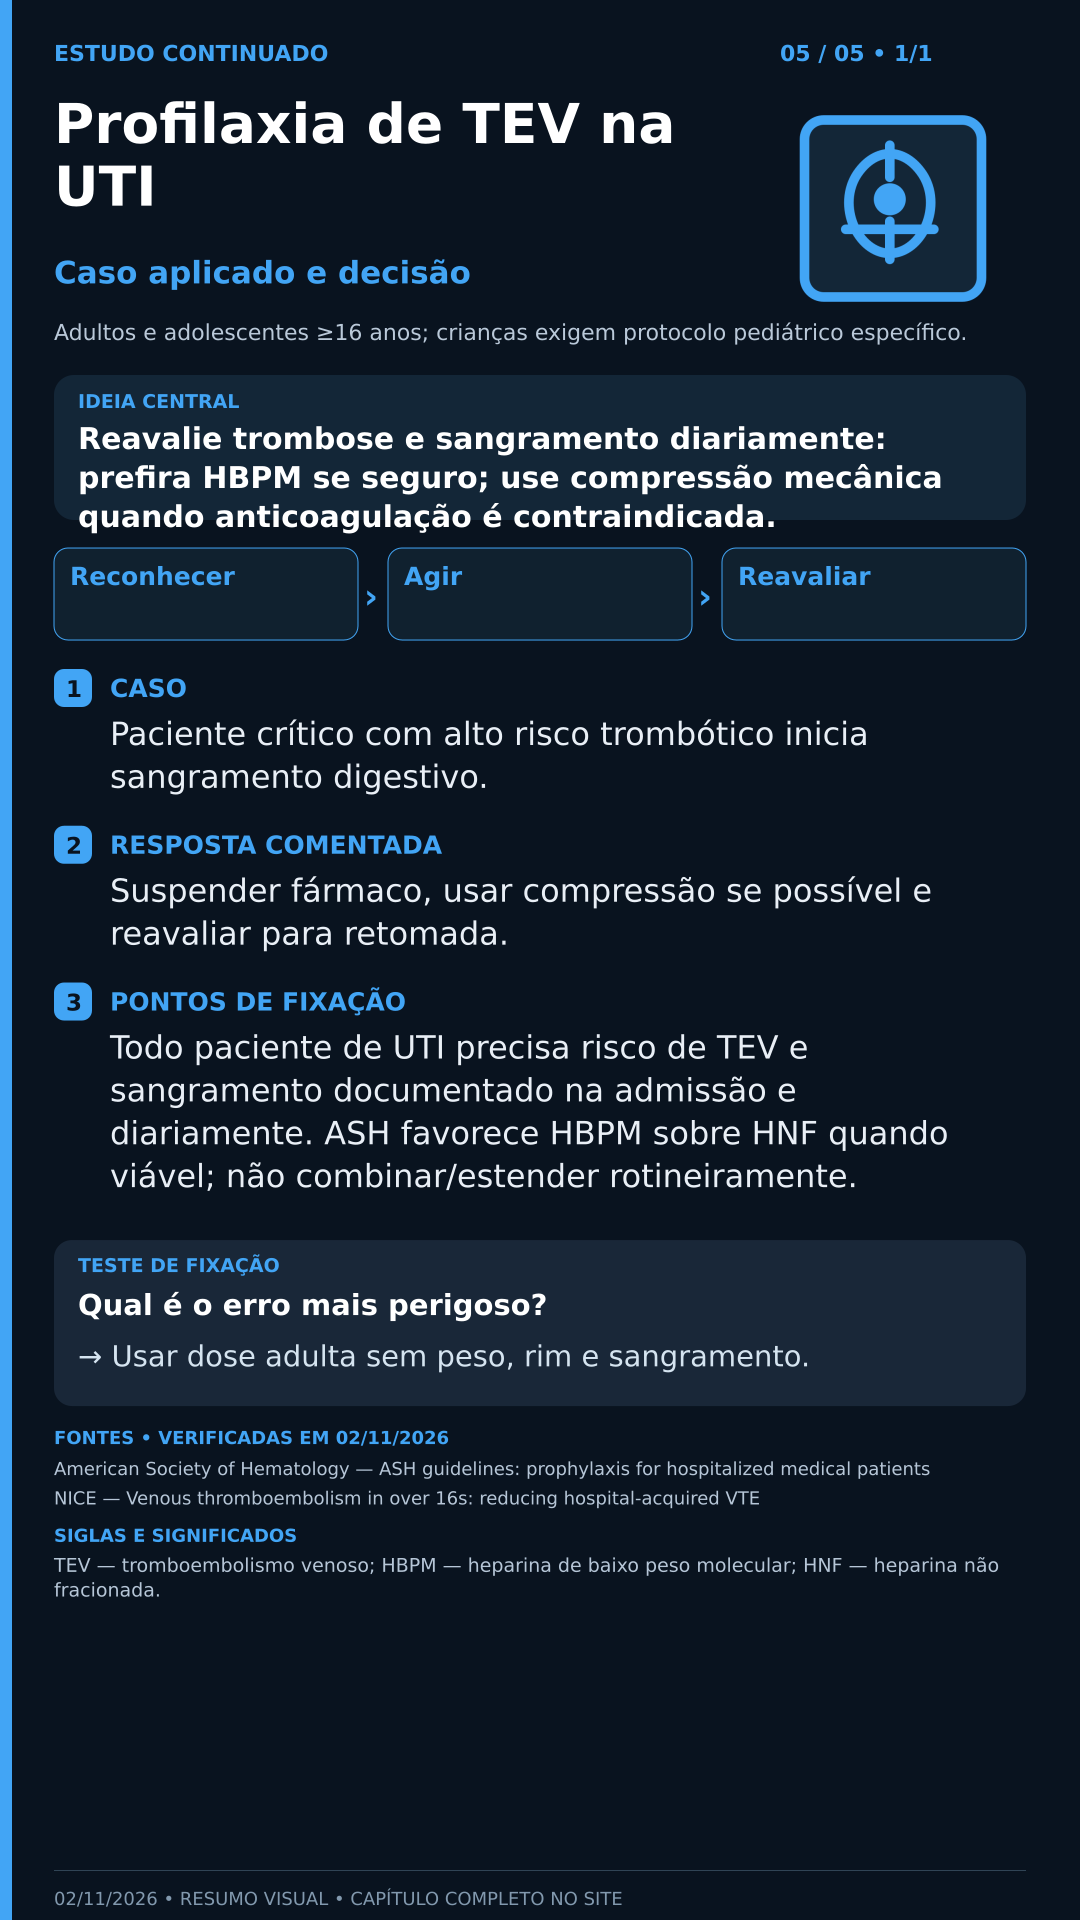 ESTUDO CONTINUADO
05 / 05 • 1/1
Profilaxia de TEV na
UTI
Caso aplicado e decisão
Adultos e adolescentes ≥16 anos; crianças exigem protocolo pediátrico específico.
IDEIA CENTRAL
Reavalie trombose e sangramento diariamente:
prefira HBPM se seguro; use compressão mecânica
quando anticoagulação é contraindicada.
Reconhecer › Agir › Reavaliar
1 CASO
Paciente crítico com alto risco trombótico inicia
sangramento digestivo.
2 RESPOSTA COMENTADA
Suspender fármaco, usar compressão se possível e
reavaliar para retomada.
3 PONTOS DE FIXAÇÃO
Todo paciente de UTI precisa risco de TEV e
sangramento documentado na admissão e
diariamente. ASH favorece HBPM sobre HNF quando
viável; não combinar/estender rotineiramente.
TESTE DE FIXAÇÃO
Qual é o erro mais perigoso?
→ Usar dose adulta sem peso, rim e sangramento.
FONTES • VERIFICADAS EM 02/11/2026
American Society of Hematology — ASH guidelines: prophylaxis for hospitalized medical patients
NICE — Venous thromboembolism in over 16s: reducing hospital-acquired VTE
SIGLAS E SIGNIFICADOS
TEV — tromboembolismo venoso; HBPM — heparina de baixo peso molecular; HNF — heparina não
fracionada.
02/11/2026 • RESUMO VISUAL • CAPÍTULO COMPLETO NO SITE